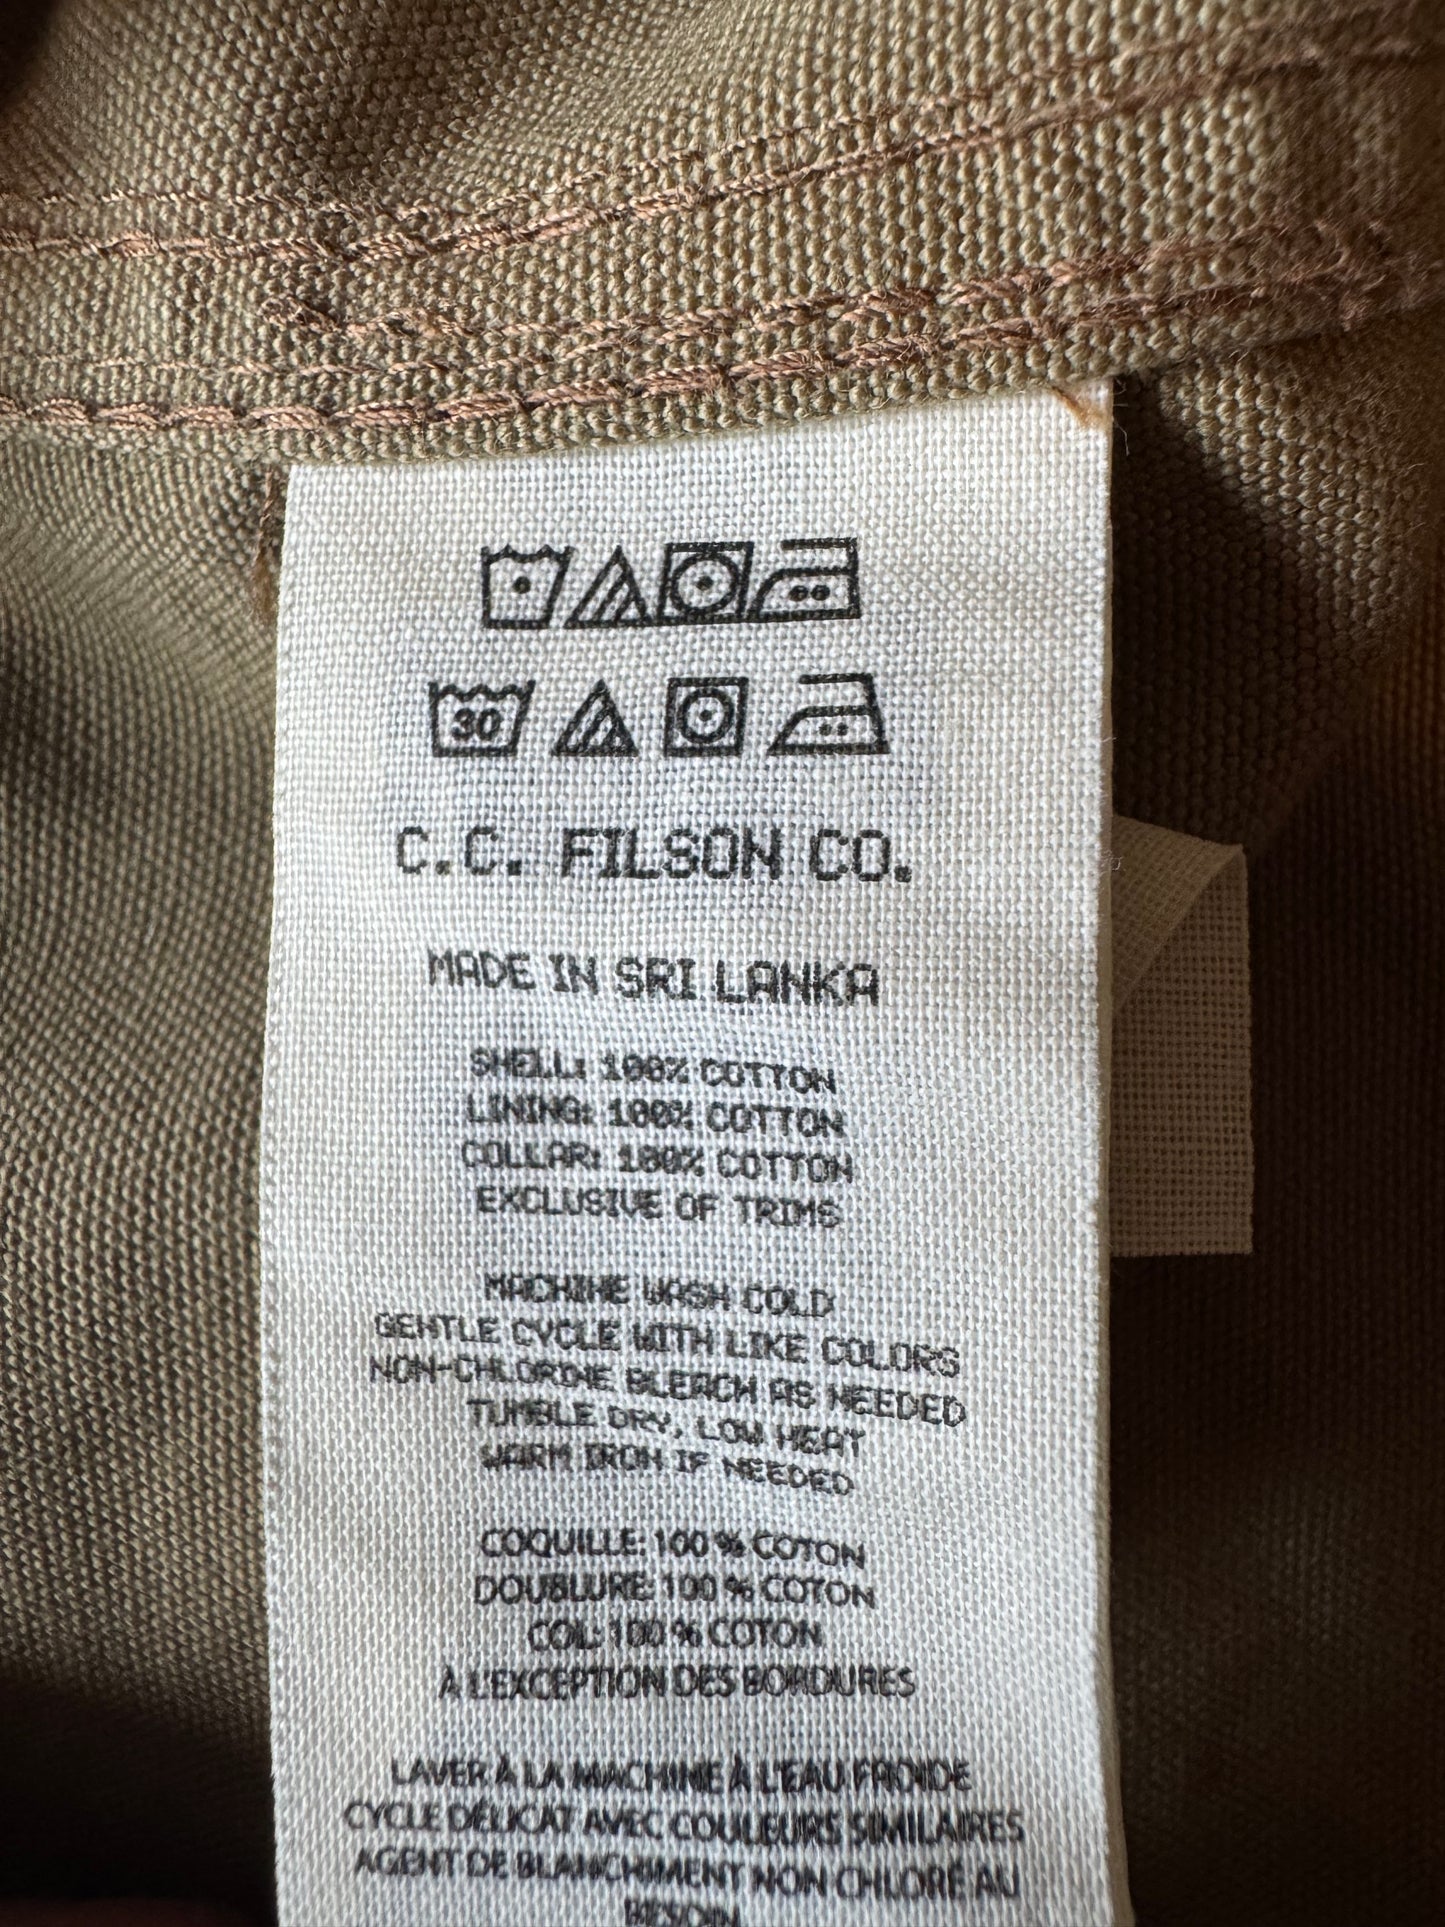 30
C.C. FILSON CO.
MADE IN SRI LANKA
SHELL: 100% COTTON
LINING: 100% COTTON
COLLAR: 100% COTTON
EXCLUSIVE OF TRIMS
MACHINE WASH COLD
GENTLE CYCLE WITH LIKE COLORS
NON-CHLORINE BLEACH AS NEEDED
TUMBLE DRY, LOW HEAT
WARM IRON IF NEEDED
COQUILLE: 100 % COTON
DOUBLURE: 100 % COTON
COL: 100 % COTON
À L'EXCEPTION DES BORDURES
LAVER À LA MACHINE À L'EAU FROIDE
CYCLE DÉLICAT AVEC COULEURS SIMILAIRES
AGENT DE BLANCHIMENT NON CHLORÉ AU
BESOIN